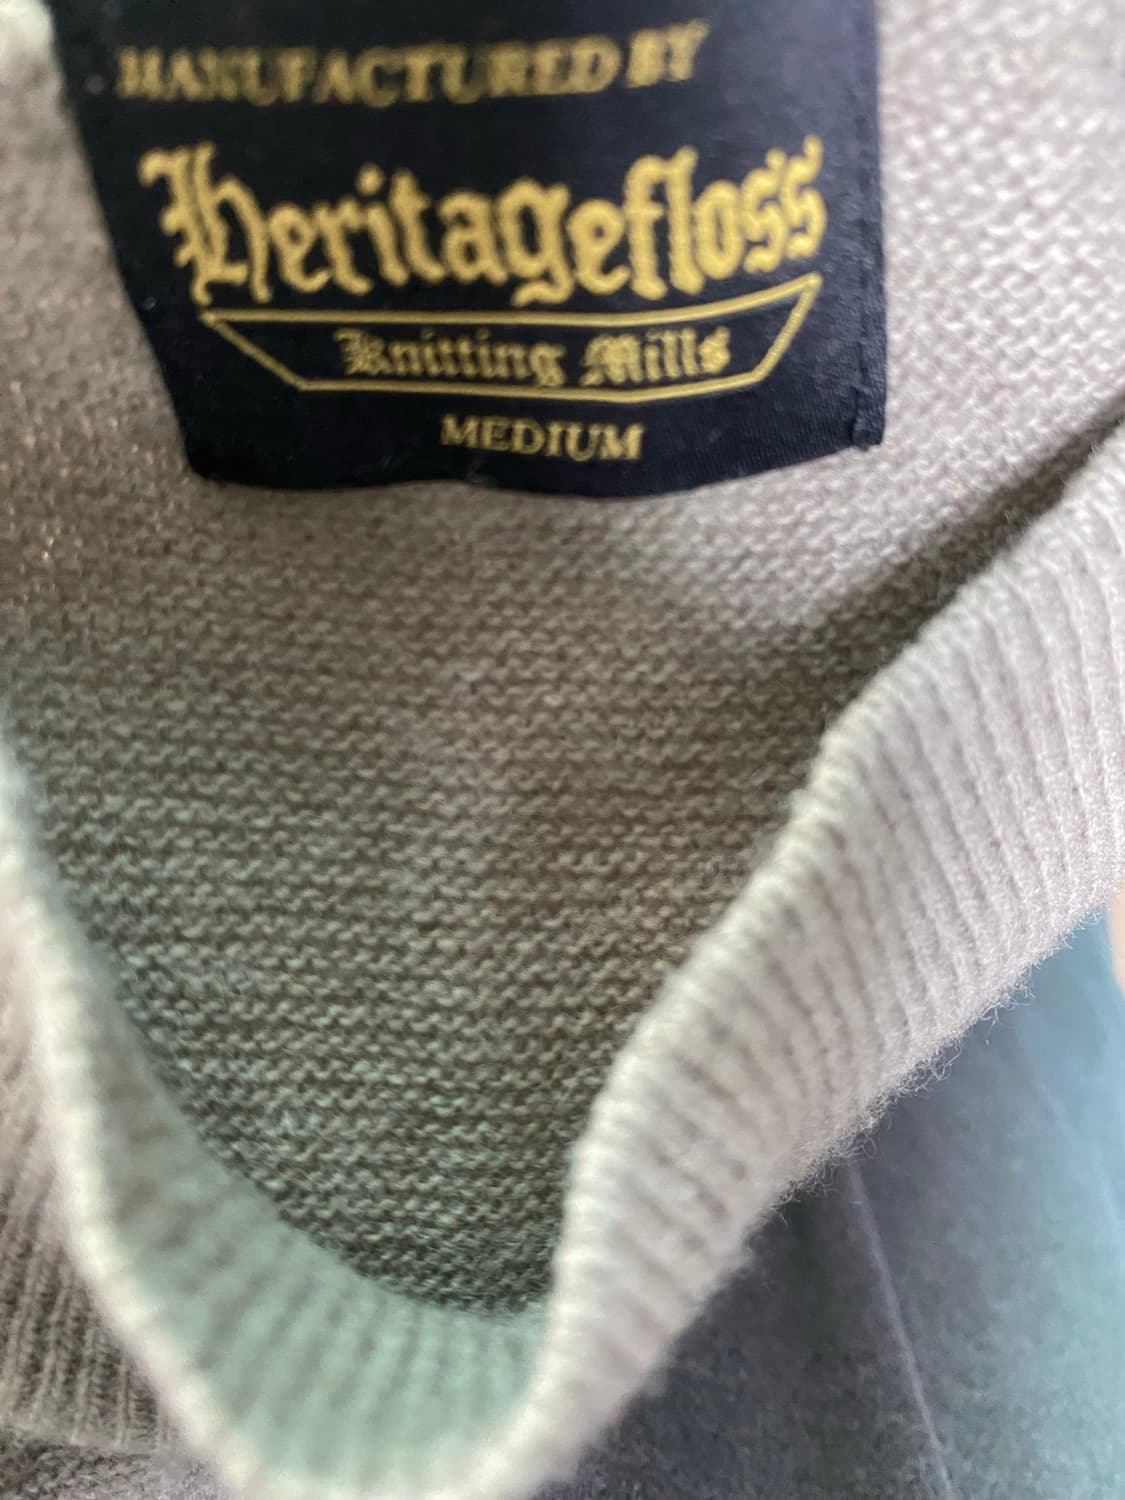 MANUFACTURED BY
Heritagefloss
Knitting Mills
MEDIUM